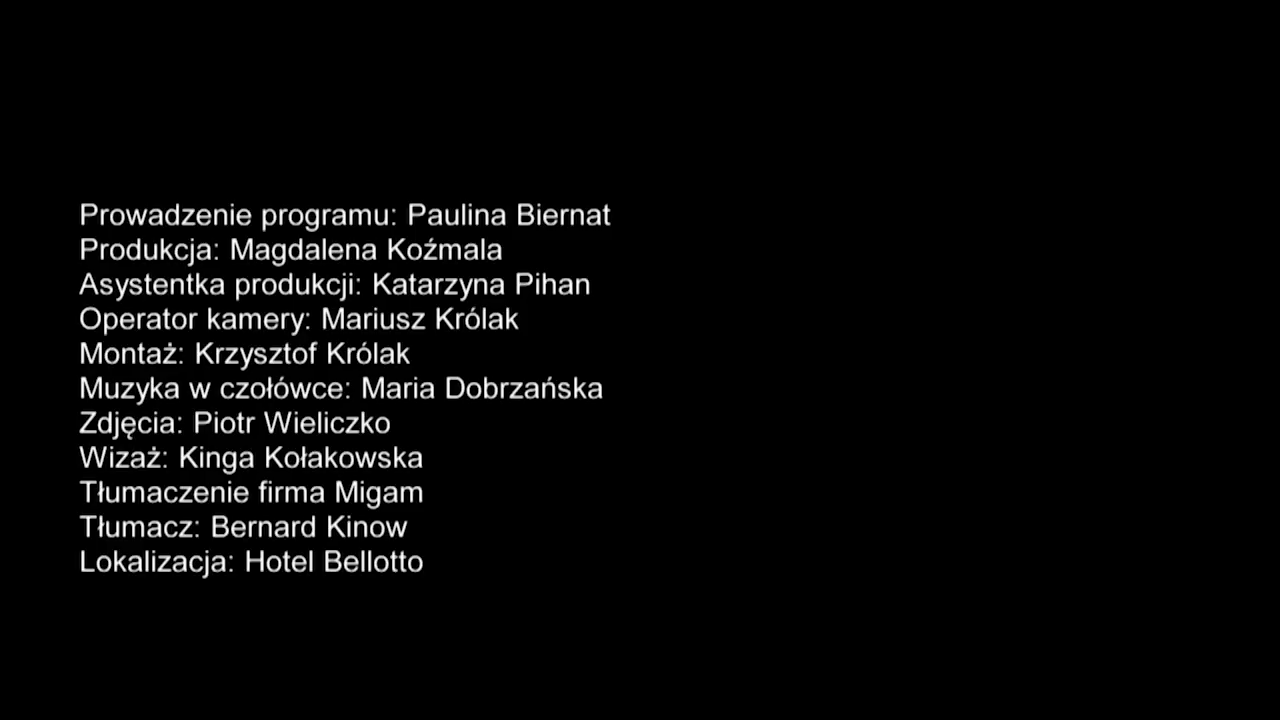 Prowadzenie programu: Paulina Biernat
Produkcja: Magdalena Koźmala
Asystentka produkcji: Katarzyna Pihan
Operator kamery: Mariusz Królak
Montaż: Krzysztof Królak
Muzyka w czołówce: Maria Dobrzańska
Zdjęcia: Piotr Wieliczko
Wizaż: Kinga Kołakowska
Tłumaczenie firma Migam
Tłumacz: Bernard Kinow
Lokalizacja: Hotel Bellotto